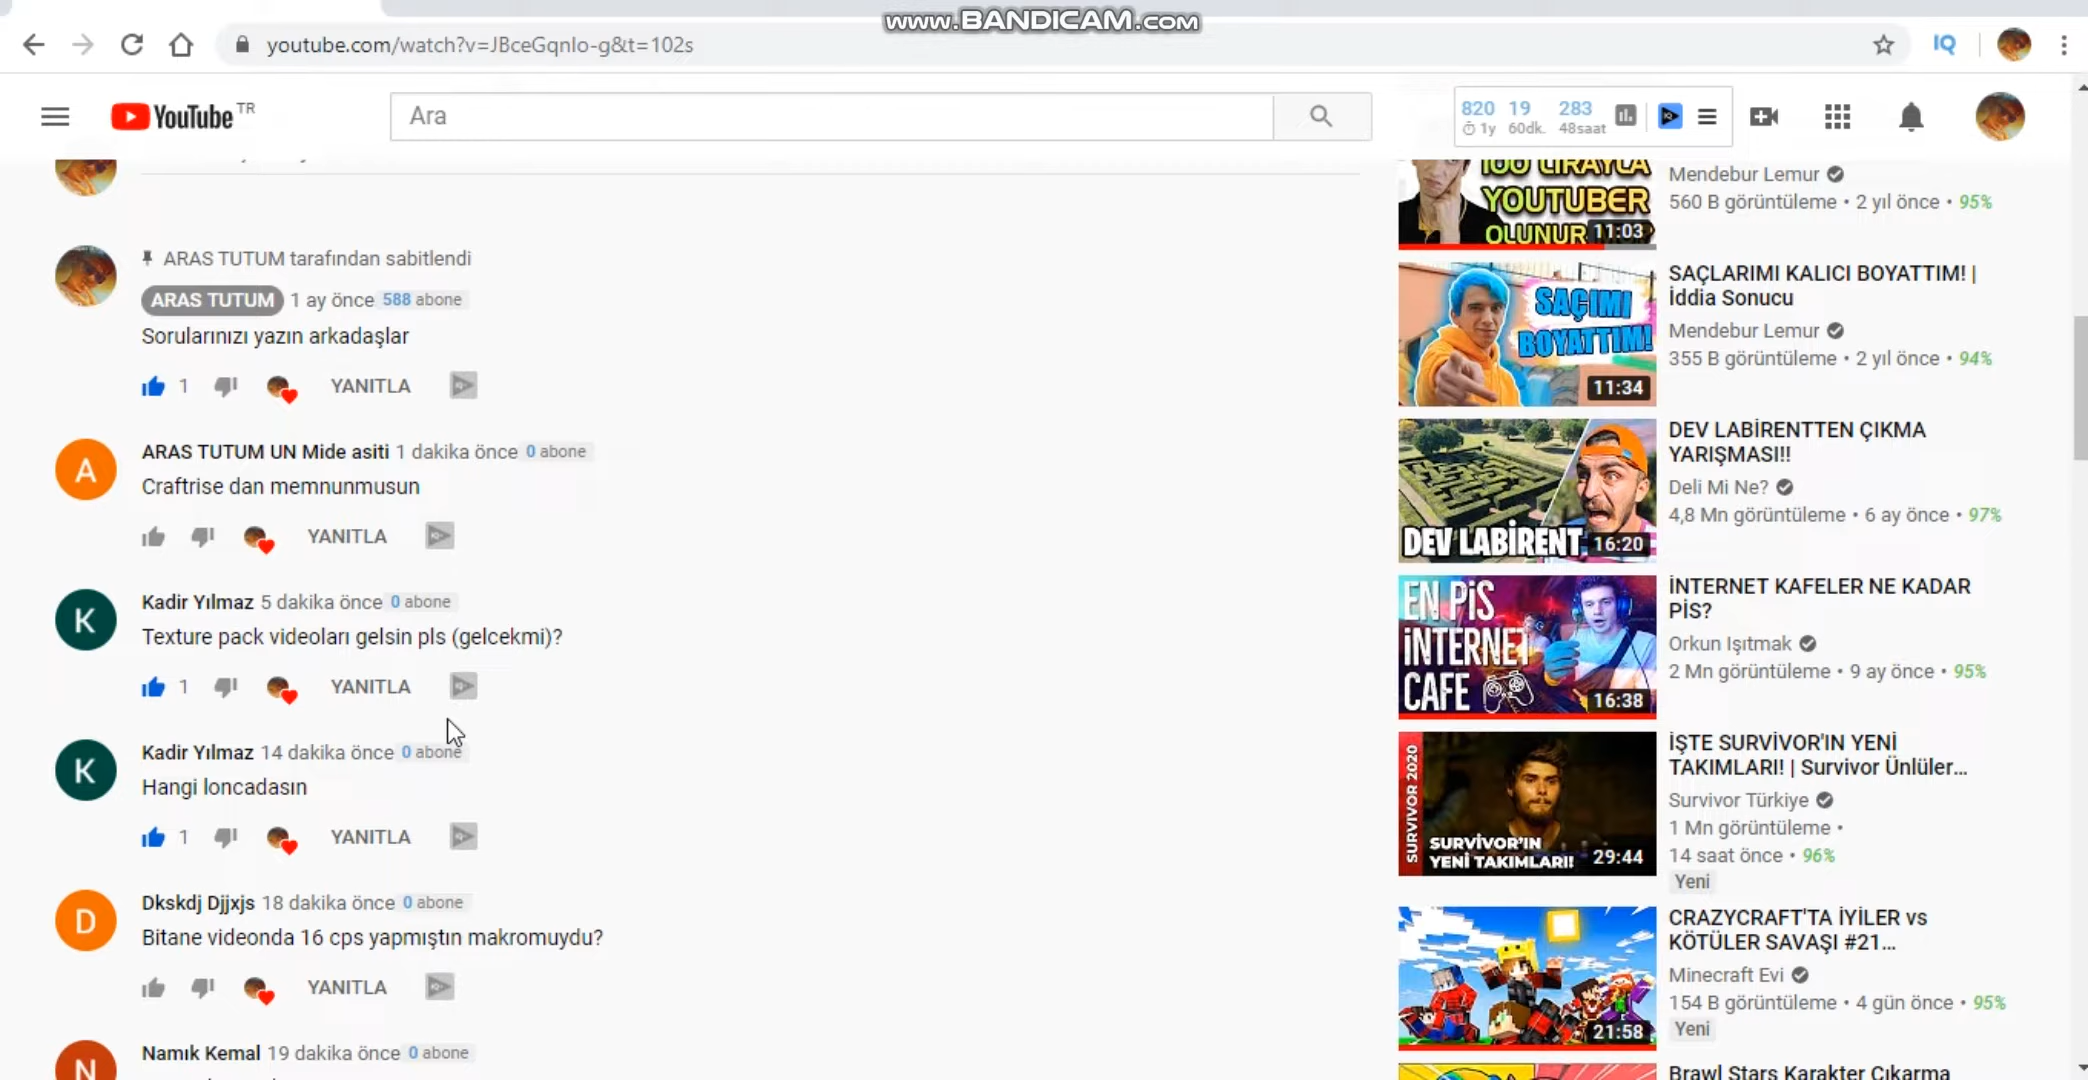 www.BANDICAM.com
youtube.com/watch?v=JBceGqnlo-g&t=102s
IQ
YouTube TR
Ara
820 19 283
1y 60dk. 48saat
ARAS TUTUM tarafından sabitlendi
ARAS TUTUM 1 ay önce 588 abone
Sorularınızı yazın arkadaşlar
1 YANITLA
A
ARAS TUTUM UN Mide asiti 1 dakika önce 0 abone
Craftrise dan memnunmusun
YANITLA
K
Kadir Yılmaz 5 dakika önce 0 abone
Texture pack videoları gelsin pls (gelcekmi)?
1 YANITLA
K
Kadir Yılmaz 14 dakika önce 0 abone
Hangi loncadasın
1 YANITLA
D
Dkskdj Djjxjs 18 dakika önce 0 abone
Bitane videonda 16 cps yapmıştın makromuydu?
YANITLA
N
Namık Kemal 19 dakika önce 0 abone
100 LIRAYLA
YOUTUBER
OLUNUR
11:03
Mendebur Lemur
560 B görüntüleme • 2 yıl önce • 95%
SAÇIMI
BOYATTIM!
11:34
SAÇLARIMI KALICI BOYATTIM! |
İddia Sonucu
Mendebur Lemur
355 B görüntüleme • 2 yıl önce • 94%
DEV LABİRENT
16:20
DEV LABİRENTTEN ÇIKMA
YARIŞMASI!!
Deli Mi Ne?
4,8 Mn görüntüleme • 6 ay önce • 97%
EN PiS
iNTERNET
CAFE
16:38
İNTERNET KAFELER NE KADAR
PİS?
Orkun Işıtmak
2 Mn görüntüleme • 9 ay önce • 95%
SURVIVOR 2020
SURVİVOR'IN
YENİ TAKIMLARI!
29:44
İŞTE SURVİVOR'IN YENİ
TAKIMLARI! | Survivor Ünlüler...
Survivor Türkiye
1 Mn görüntüleme •
14 saat önce • 96%
Yeni
21:58
CRAZYCRAFT'TA İYİLER vs
KÖTÜLER SAVAŞI #21...
Minecraft Evi
154 B görüntüleme • 4 gün önce • 95%
Yeni
Brawl Stars Karakter Çıkarma